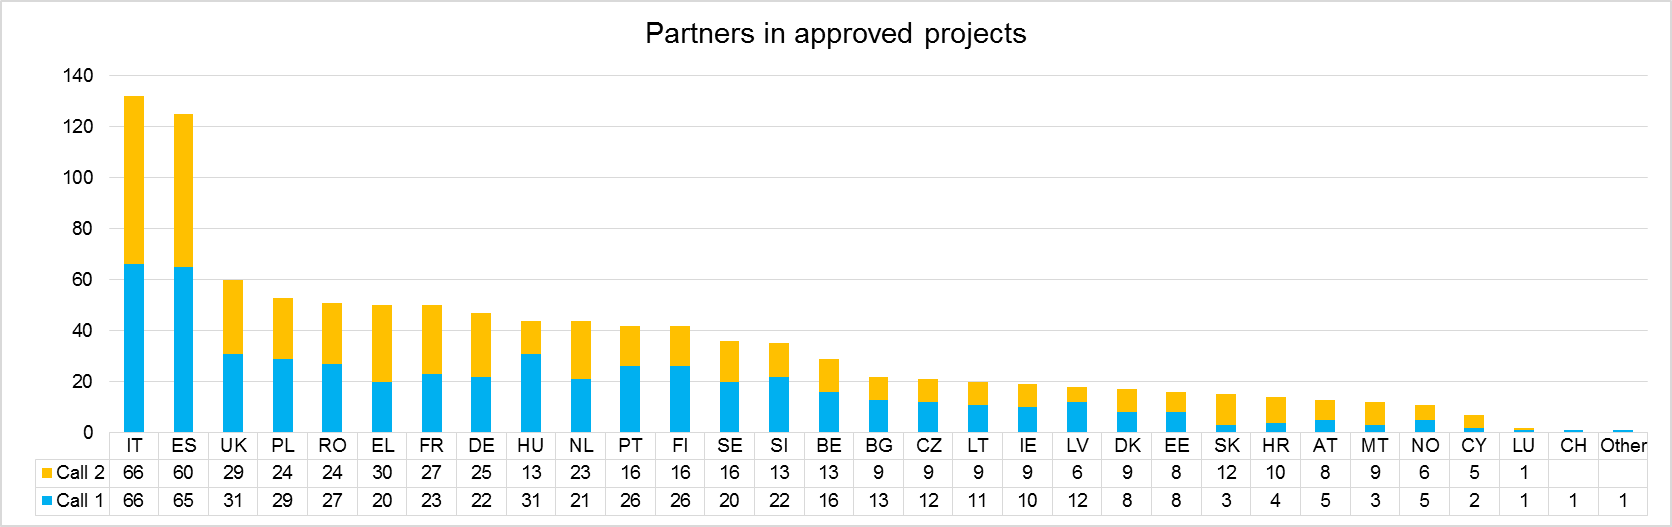 Partners in approved projects
140
120
100
80
60
40
20
0
IT ES UK PL RO EL FR DE HU NL PT FI SE SI BE BG CZ LT IE LV DK EE SK HR AT MT NO CY LU CH Other
Call 2 66 60 29 24 24 30 27 25 13 23 16 16 16 13 13 9 9 9 9 6 9 8 12 10 8 9 6 5 1
Call 1 66 65 31 29 27 20 23 22 31 21 26 26 20 22 16 13 12 11 10 12 8 8 3 4 5 3 5 2 1 1 1